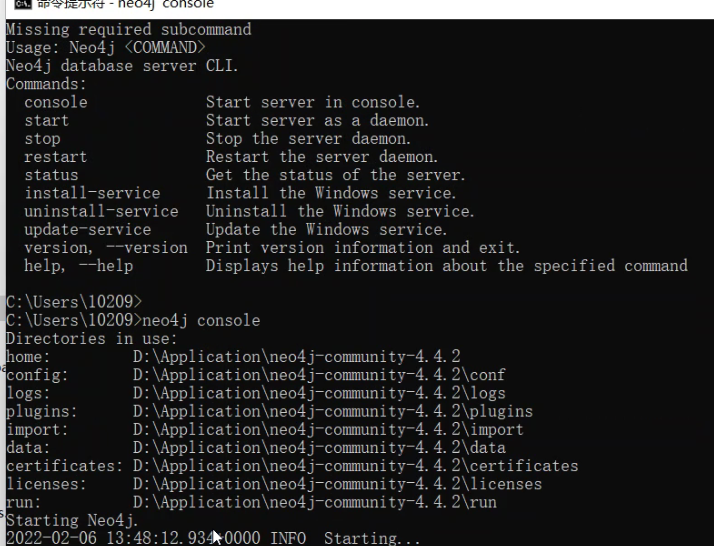 命令提示符 - neo4j console
Missing required subcommand
Usage: Neo4j <COMMAND>
Neo4j database server CLI.
Commands:
console Start server in console.
start Start server as a daemon.
stop Stop the server daemon.
restart Restart the server daemon.
status Get the status of the server.
install-service Install the Windows service.
uninstall-service Uninstall the Windows service.
update-service Update the Windows service.
version, --version Print version information and exit.
help, --help Displays help information about the specified command
C:\Users\10209>
C:\Users\10209>neo4j console
Directories in use:
home: D:\Application\neo4j-community-4.4.2
config: D:\Application\neo4j-community-4.4.2\conf
logs: D:\Application\neo4j-community-4.4.2\logs
plugins: D:\Application\neo4j-community-4.4.2\plugins
import: D:\Application\neo4j-community-4.4.2\import
data: D:\Application\neo4j-community-4.4.2\data
certificates: D:\Application\neo4j-community-4.4.2\certificates
licenses: D:\Application\neo4j-community-4.4.2\licenses
run: D:\Application\neo4j-community-4.4.2\run
Starting Neo4j.
2022-02-06 13:48:12.934+0000 INFO Starting...